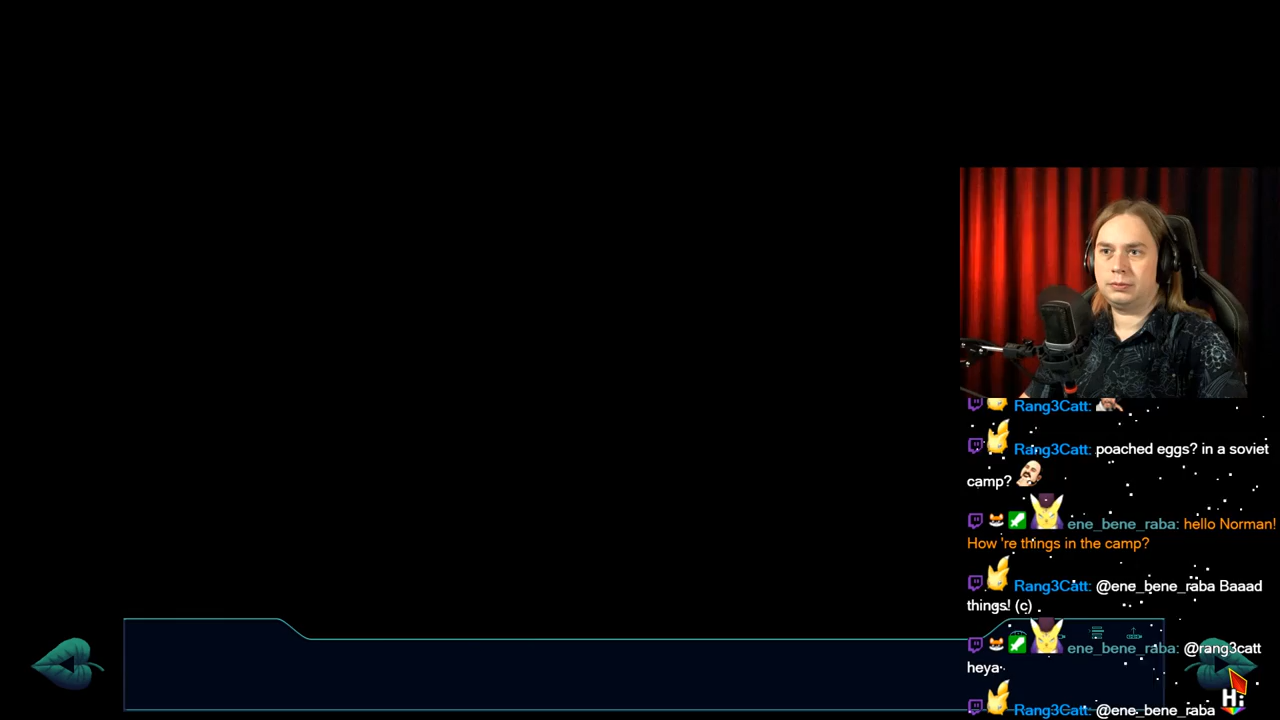 Rang3Catt:
Rang3Catt: poached eggs? in a soviet
camp?
ene_bene_raba: hello Norman!
How 're things in the camp?
Rang3Catt: @ene_bene_raba Baaad
things! (c)
ene_bene_raba: @rang3catt
heya
Rang3Catt: @ene_bene_raba
Hi